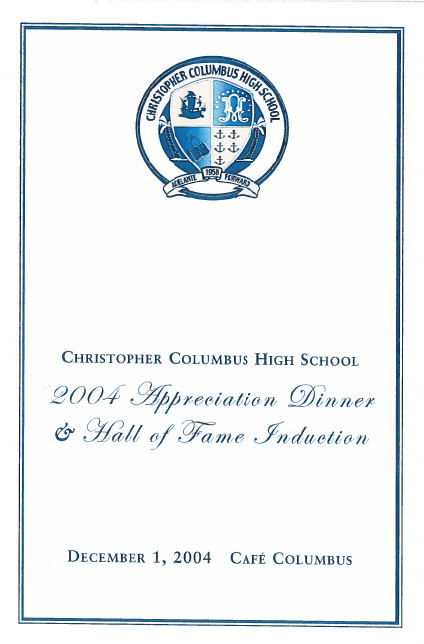 CHRISTOPHER COLUMBUS HIGH SCHOOL
ADELANTE 1958 FORWARD
CHRISTOPHER COLUMBUS HIGH SCHOOL
2004 Appreciation Dinner
& Hall of Fame Induction
DECEMBER 1, 2004 CAFÉ COLUMBUS